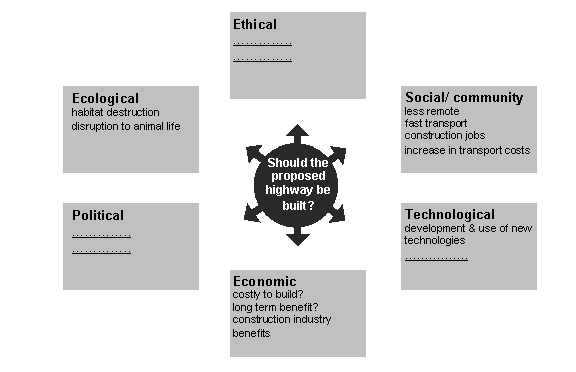 Ethical
..............
..............
Ecological
habitat destruction
disruption to animal life
Social/ community
less remote
fast transport
construction jobs
increase in transport costs
Should the
proposed
highway be
built?
Political
..............
..............
Technological
development & use of new
technologies
...............
Economic
costly to build?
long term benefit?
construction industry
benefits